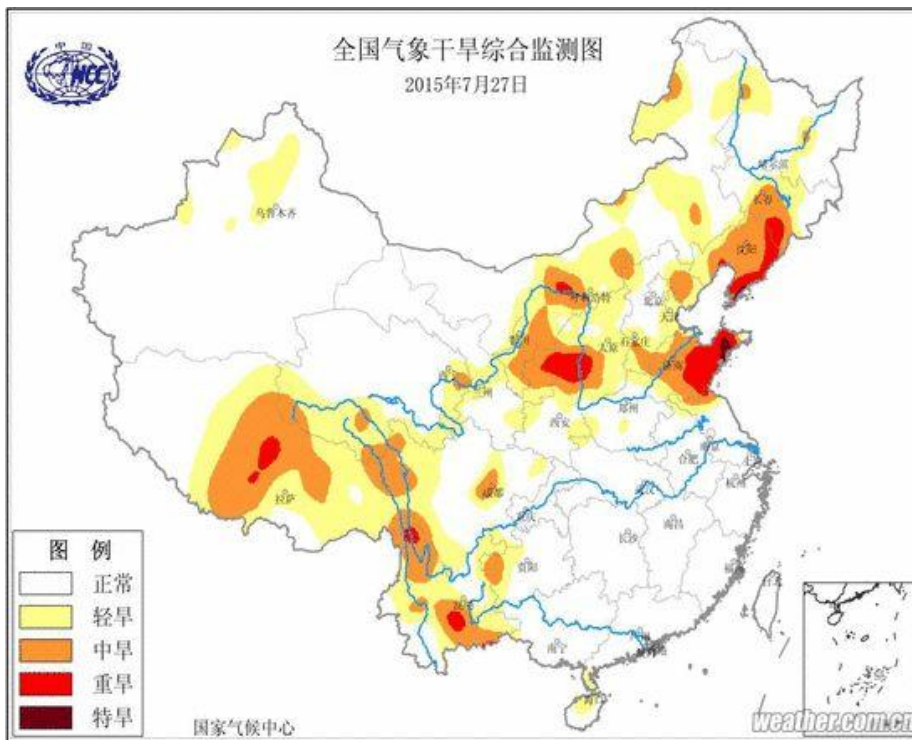 中国
NCC
全国气象干旱综合监测图
2015年7月27日
哈尔滨
长春
乌鲁木齐
沈阳
呼和浩特
北京
天津
银川
太原
石家庄
济南
西宁
兰州
西安
郑州
南京
合肥
上海
拉萨
成都
武汉
杭州
重庆
南昌
长沙
贵阳
福州
昆明
台北
南宁
海口
图 例
正常
轻旱
中旱
重旱
特旱
国家气候中心
weather.com.cn